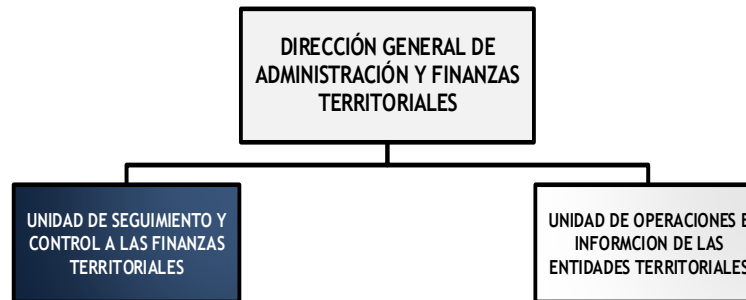 DIRECCIÓN GENERAL DE
ADMINISTRACIÓN Y FINANZAS
TERRITORIALES
UNIDAD DE SEGUIMIENTO Y
CONTROL A LAS FINANZAS
TERRITORIALES
UNIDAD DE OPERACIONES E
INFORMCION DE LAS
ENTIDADES TERRITORIALES